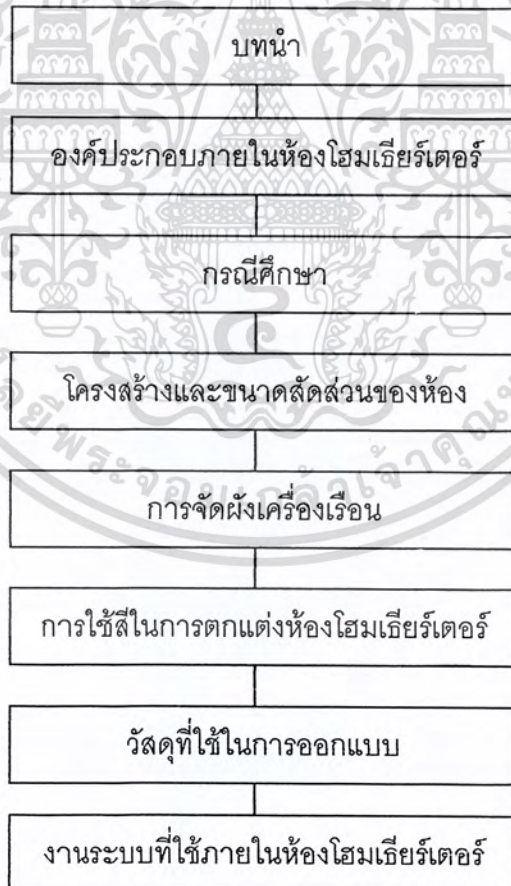 บทนำ
องค์ประกอบภายในห้องโฮมเธียร์เตอร์
กรณีศึกษา
โครงสร้างและขนาดสัดส่วนของห้อง
การจัดผังเครื่องเรือน
การใช้สีในการตกแต่งห้องโฮมเธียร์เตอร์
วัสดุที่ใช้ในการออกแบบ
งานระบบที่ใช้ภายในห้องโฮมเธียร์เตอร์